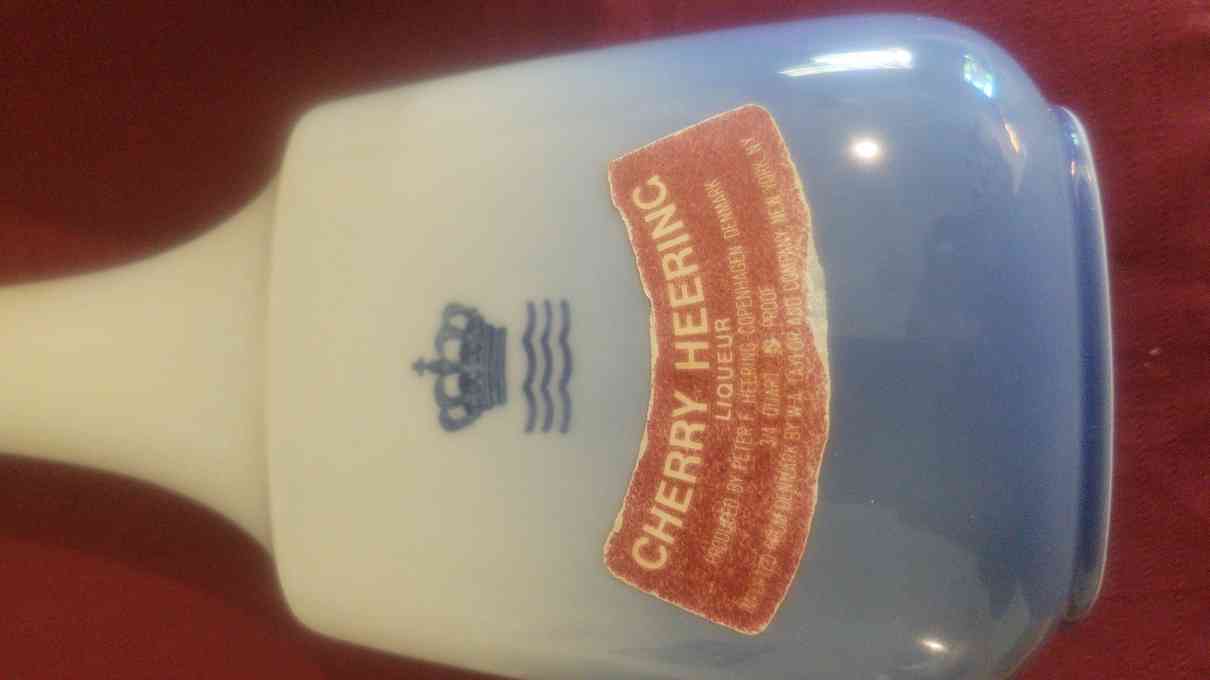 CHERRY HEERING
LIQUEUR
PRODUCED BY PETER F. HEERING COPENHAGEN DENMARK
3/4 QUART PROOF
FROM DENMARK BY W.A. TAYLOR AND COMPANY NEW YORK, NY